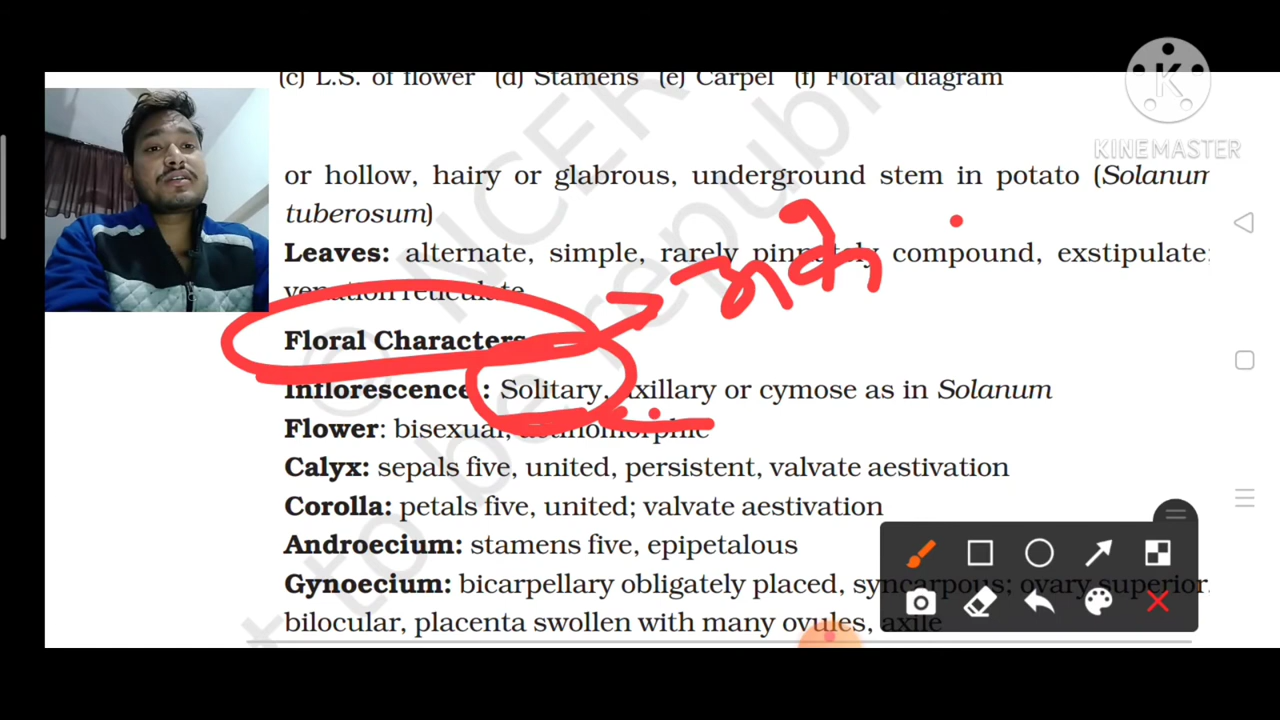 (c) L.S. of flower (d) Stamens (e) Carpel (f) Floral diagram
KINEMASTER
or hollow, hairy or glabrous, underground stem in potato (Solanum
tuberosum)
Leaves: alternate, simple, rarely pinnately compound, exstipulate;
venation reticulate
Floral Characters
Inflorescence : Solitary, axillary or cymose as in Solanum
Flower: bisexual, actinomorphic
Calyx: sepals five, united, persistent, valvate aestivation
Corolla: petals five, united; valvate aestivation
Androecium: stamens five, epipetalous
Gynoecium: bicarpellary obligately placed, syncarpous; ovary superior,
bilocular, placenta swollen with many ovules, axile